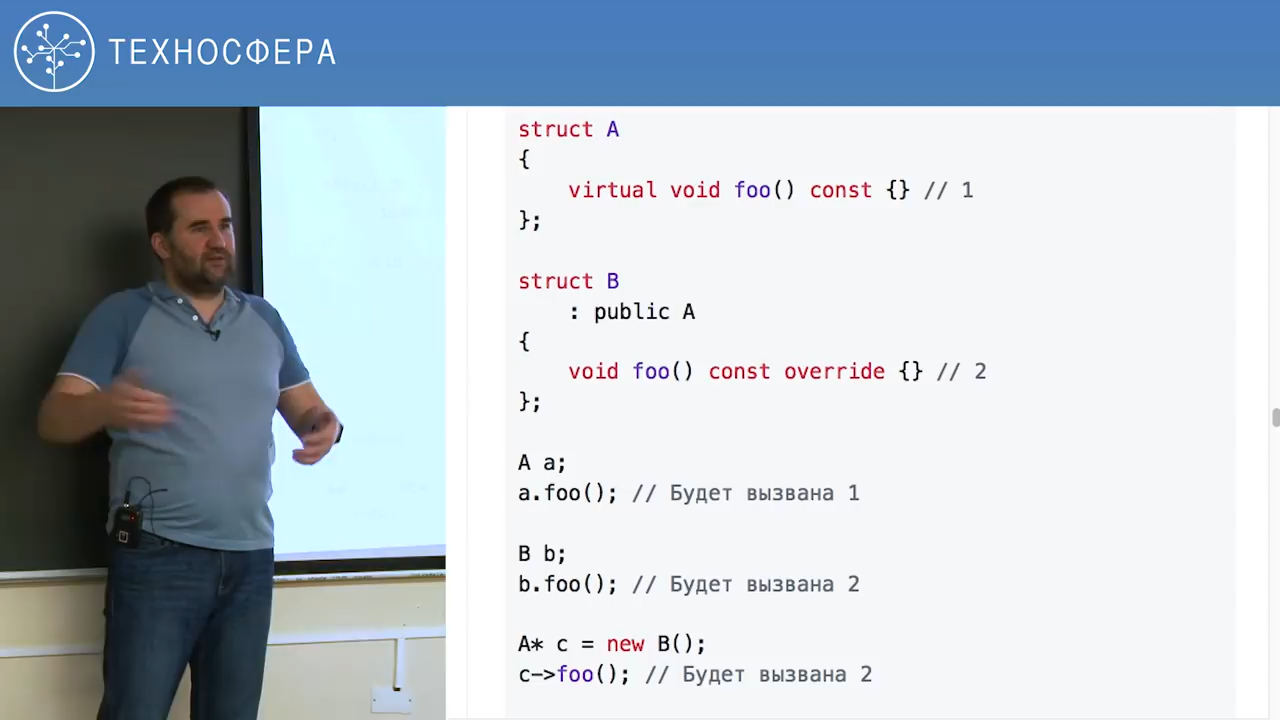 ТЕХНОСФЕРА
struct A
{
    virtual void foo() const {} // 1
};
struct B
    : public A
{
    void foo() const override {} // 2
};
A a;
a.foo(); // Будет вызвана 1
B b;
b.foo(); // Будет вызвана 2
A* c = new B();
c->foo(); // Будет вызвана 2